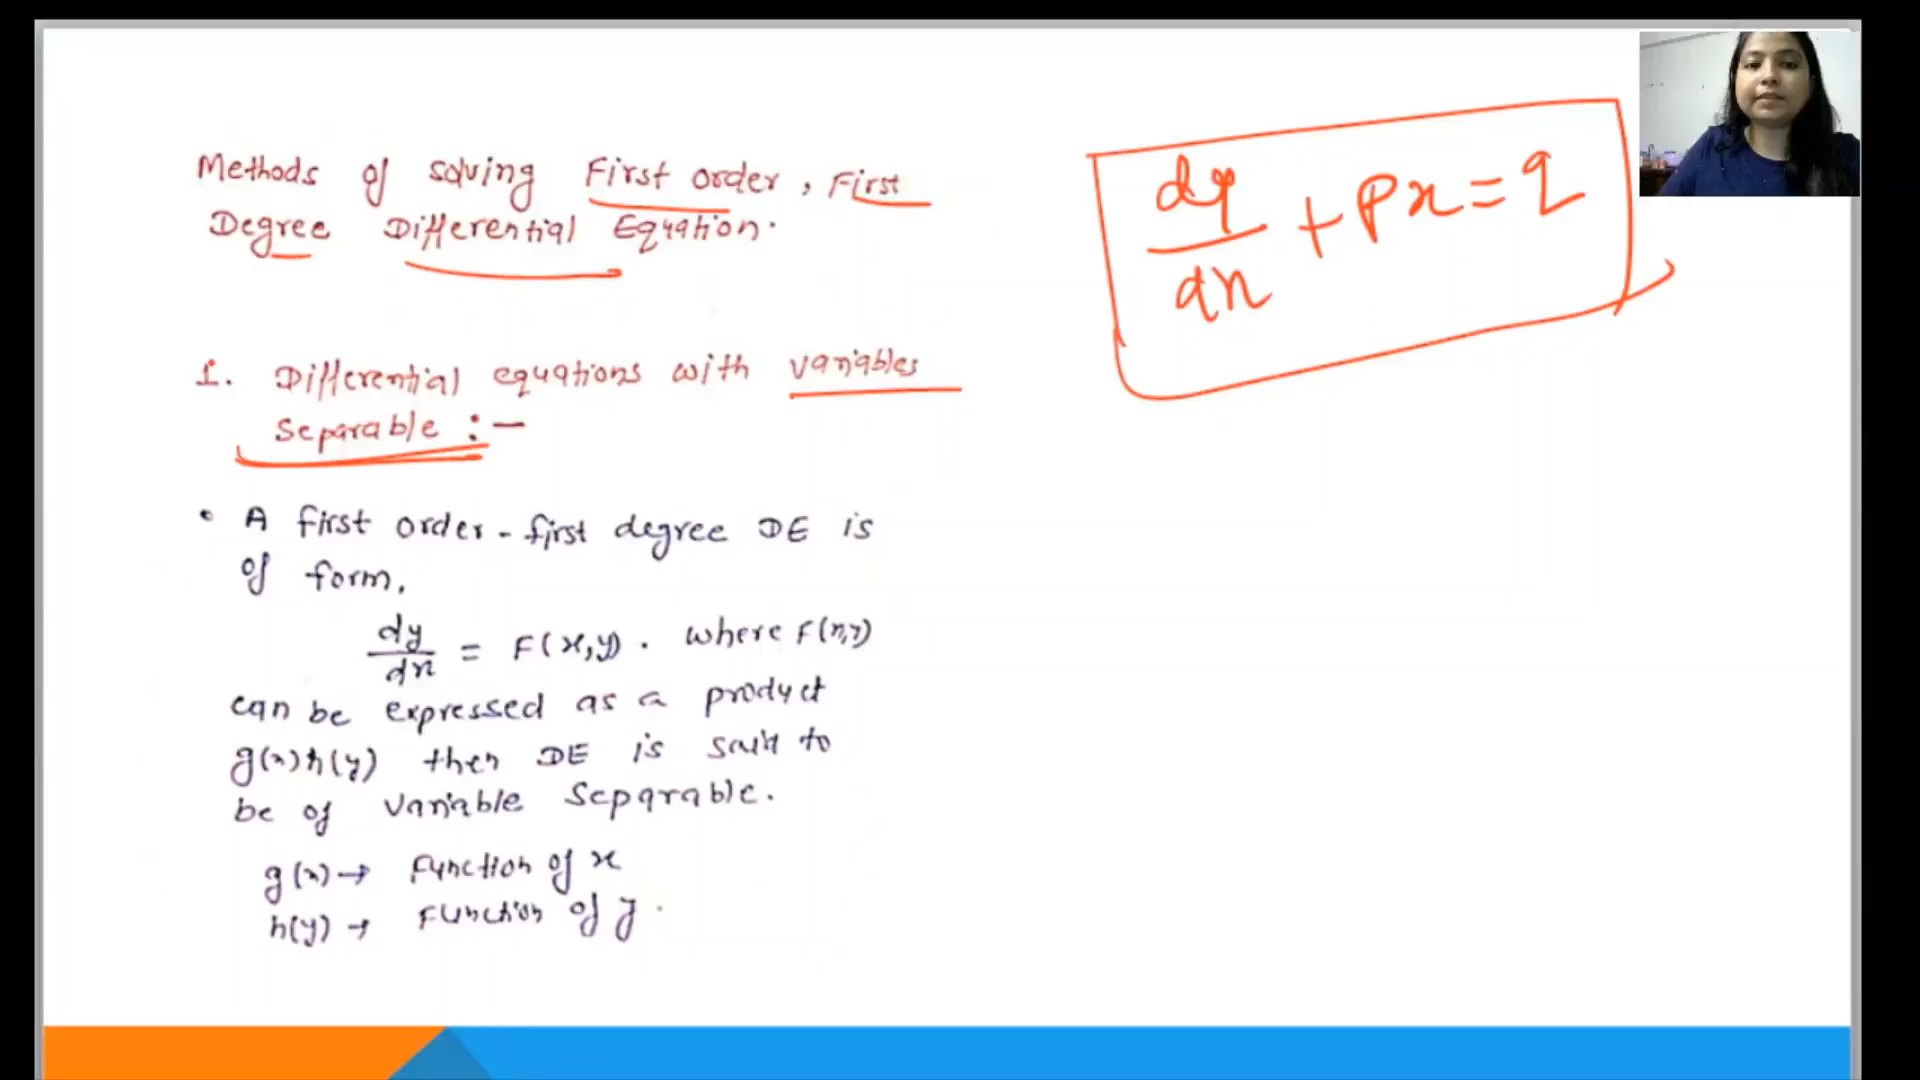 Methods of solving First order, First
Degree Differential Equation.
dy/dx + Px = q
1. Differential equations with variables
Separable :-
• A first order - first degree DE is
of form,
dy/dx = F(x,y). where F(x,y)
can be expressed as a product
g(x)h(y) then DE is said to
be of variable separable.
g(x)→ Function of x
h(y)→ Function of y.